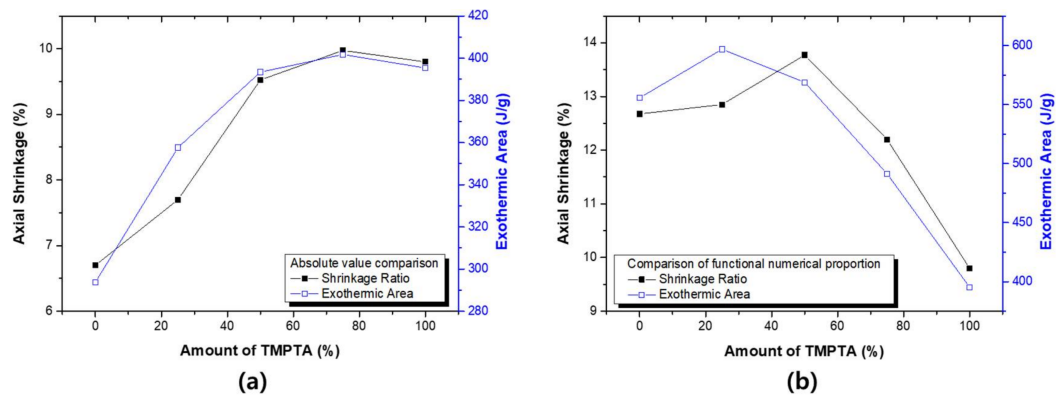 10
9
8
7
6
Axial Shrinkage (%)
420
400
380
360
340
320
300
280
Exothermic Area (J/g)
Absolute value comparison
Shrinkage Ratio
Exothermic Area
0 20 40 60 80 100
Amount of TMPTA (%)
(a)
14
13
12
11
10
9
Axial Shrinkage (%)
600
550
500
450
400
Exothermic Area (J/g)
Comparison of functional numerical proportion
Shrinkage Ratio
Exothermic Area
0 20 40 60 80 100
Amount of TMPTA (%)
(b)